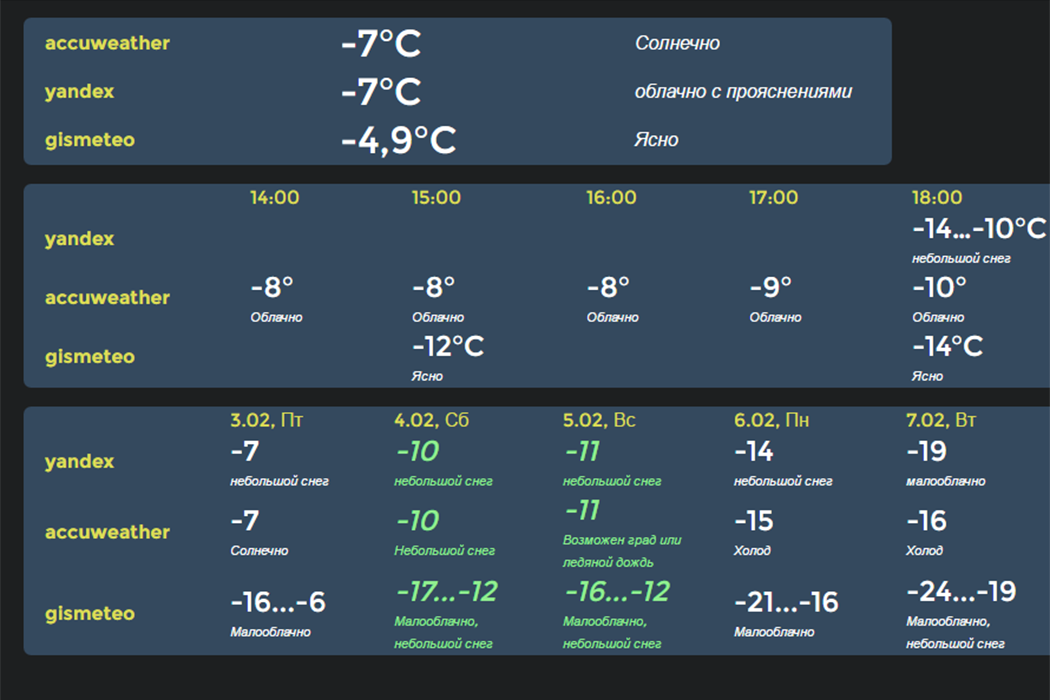 accuweather -7°C Солнечно
yandex -7°C облачно с прояснениями
gismeteo -4,9°C Ясно
14:00 15:00 16:00 17:00 18:00
yandex -14...-10°C
небольшой снег
accuweather -8° -8° -8° -9° -10°
Облачно Облачно Облачно Облачно Облачно
gismeteo -12°C -14°C
Ясно Ясно
3.02, Пт 4.02, Сб 5.02, Вс 6.02, Пн 7.02, Вт
yandex -7 -10 -11 -14 -19
небольшой снег небольшой снег небольшой снег небольшой снег малооблачно
accuweather -7 -10 -11 -15 -16
Солнечно Небольшой снег Возможен град или Холод Холод
ледяной дождь
gismeteo -16...-6 -17...-12 -16...-12 -21...-16 -24...-19
Малооблачно Малооблачно, Малооблачно, Малооблачно Малооблачно,
небольшой снег небольшой снег небольшой снег